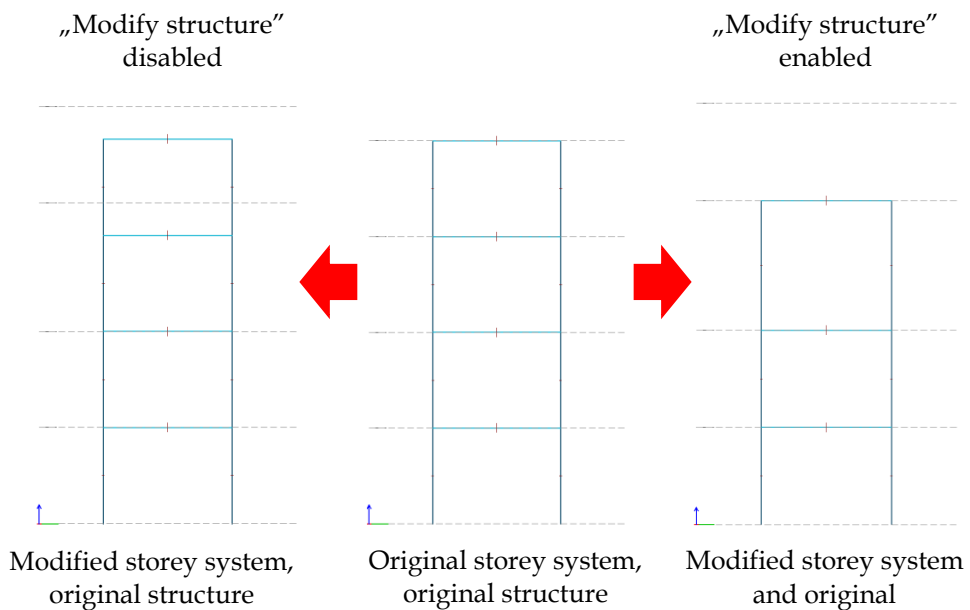 „Modify structure”
disabled
„Modify structure”
enabled
Modified storey system,
original structure
Original storey system,
original structure
Modified storey system
and original